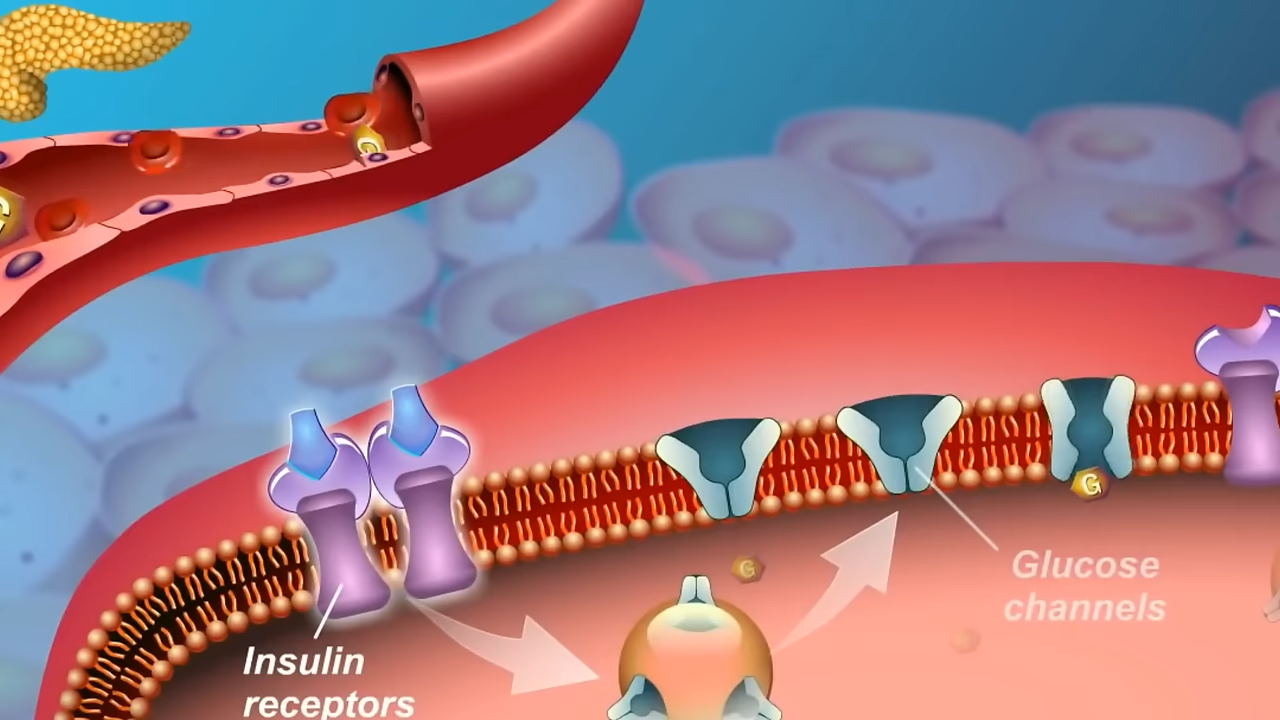 G
G
G
G
Glucose
channels
Insulin
receptors